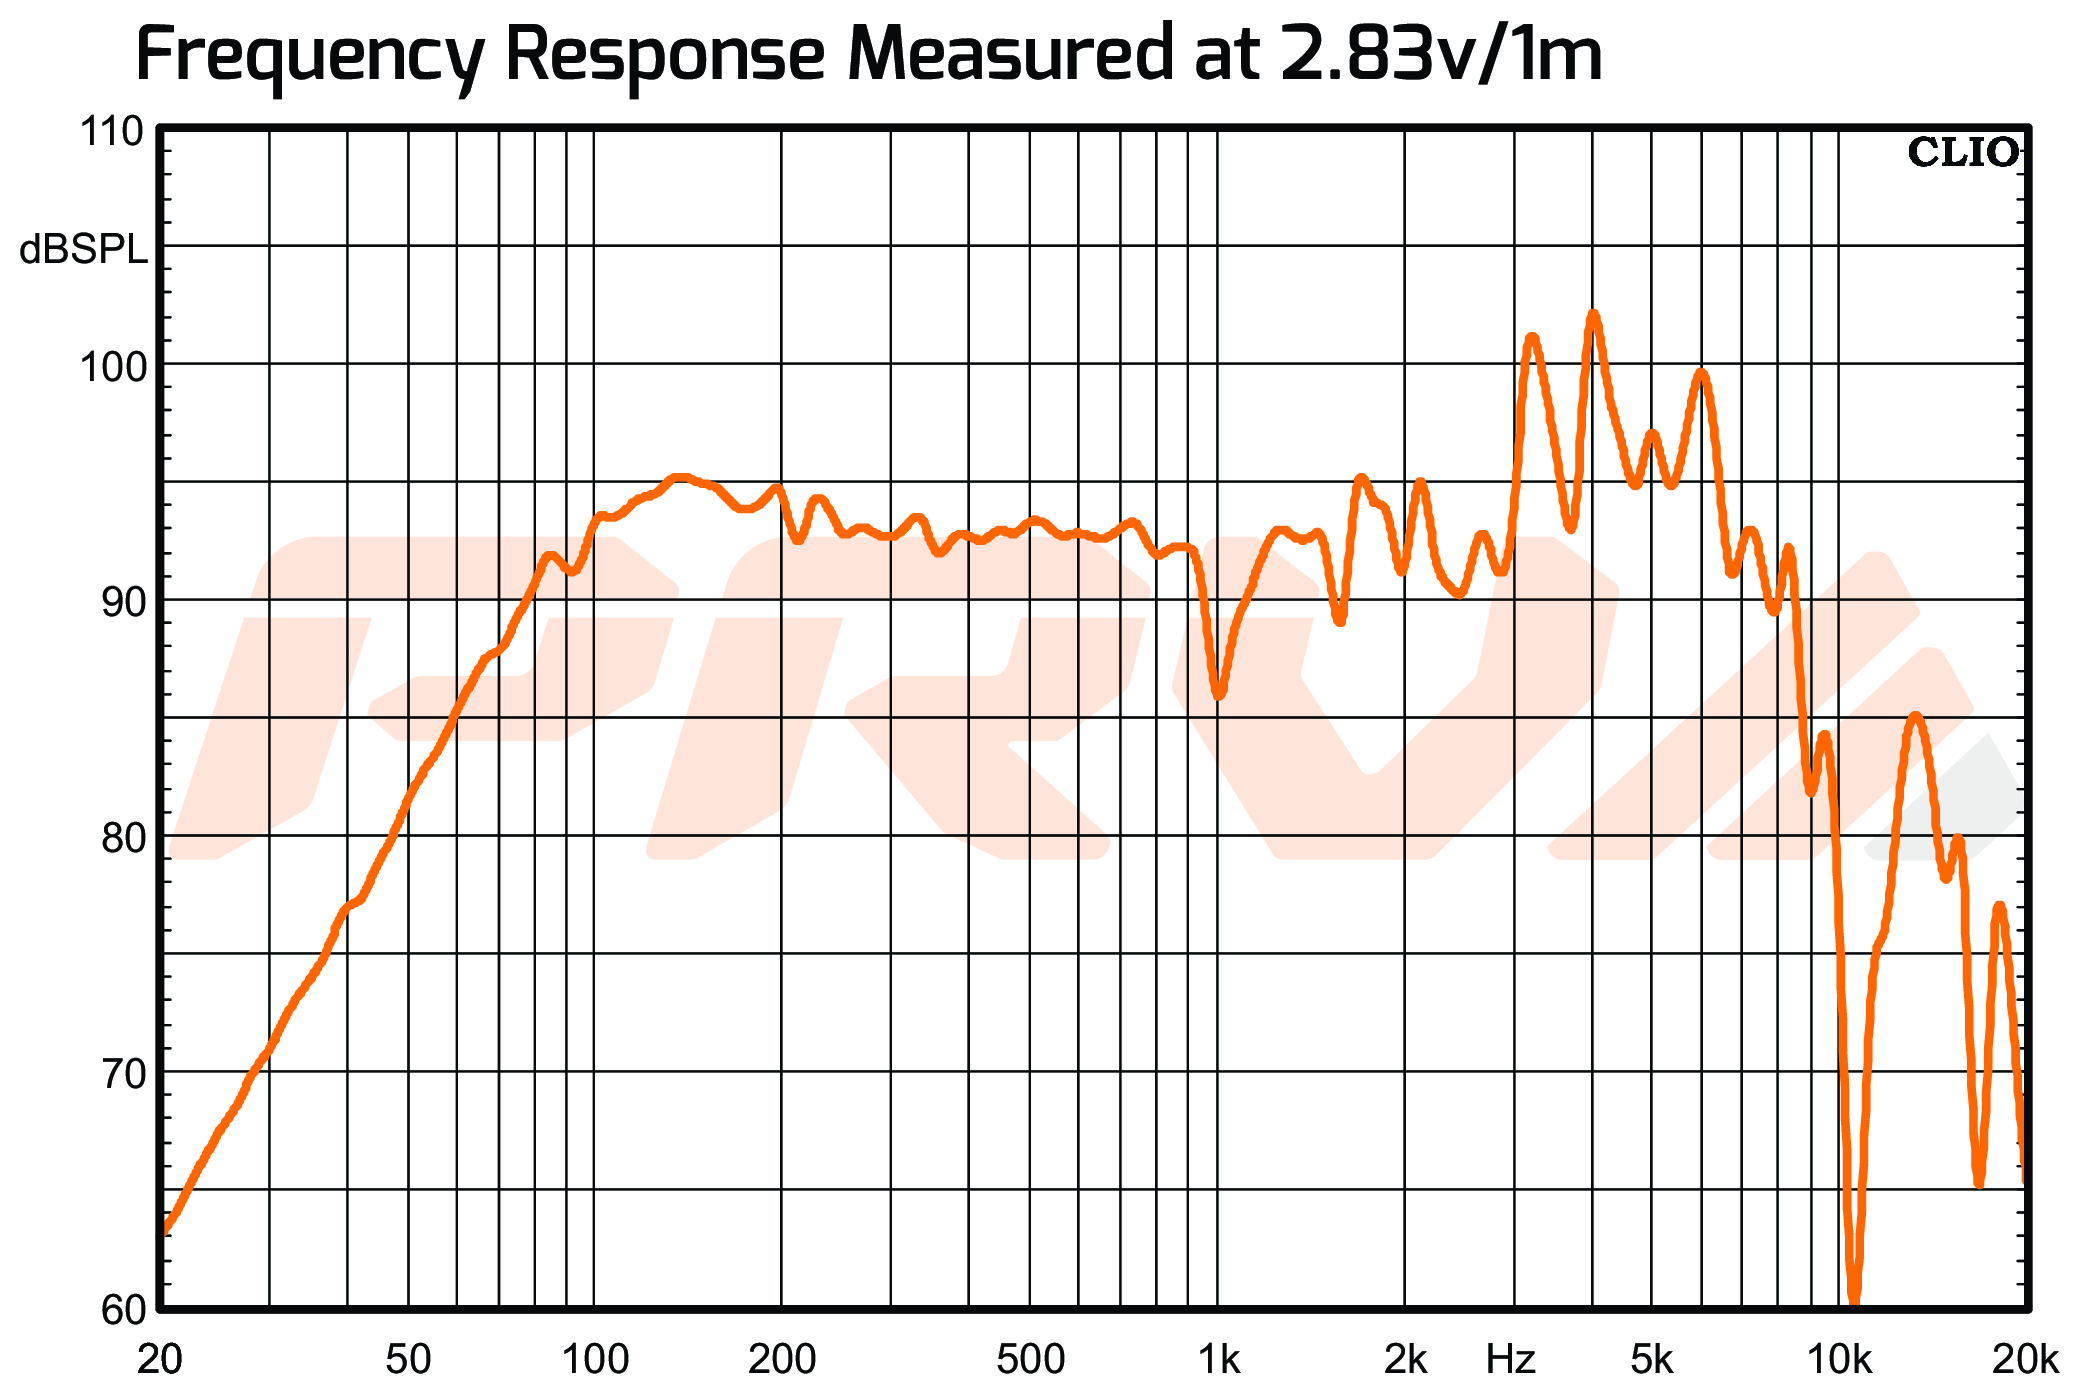 Frequency Response Measured at 2.83v/1m
110
CLIO
dBSPL
100
90
PRV
80
70
60
20 50 100 200 500 1k 2k Hz 5k 10k 20k